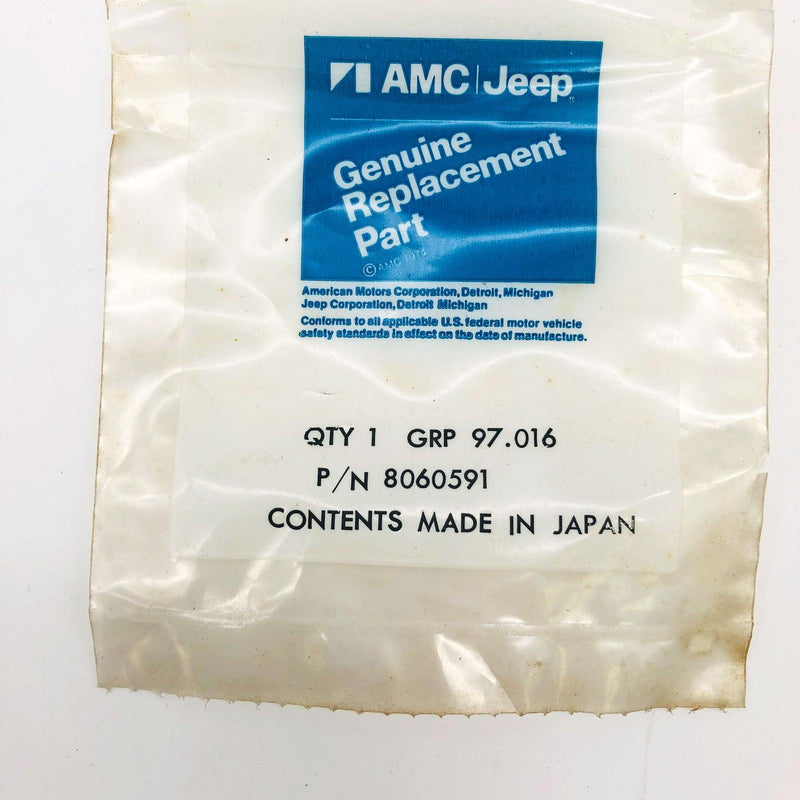 AMC|Jeep
Genuine
Replacement
Part
© AMC 1976
American Motors Corporation, Detroit, Michigan
Jeep Corporation, Detroit Michigan
Conforms to all applicable U.S. federal motor vehicle
safety standards in effect on the date of manufacture.
QTY 1 GRP 97.016
P/N 8060591
CONTENTS MADE IN JAPAN